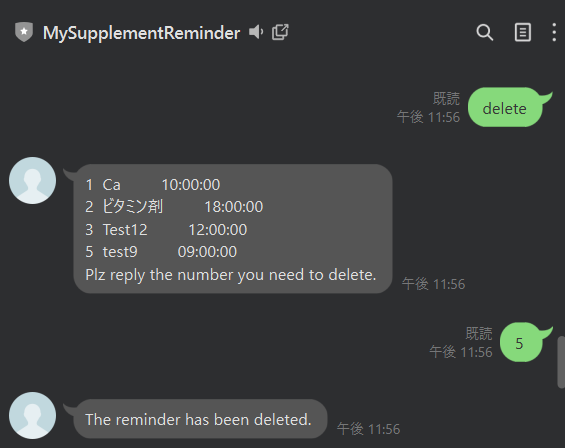 MySupplementReminder
既読
午後 11:56
delete
1 Ca 10:00:00
2 ビタミン剤 18:00:00
3 Test12 12:00:00
5 test9 09:00:00
Plz reply the number you need to delete.
午後 11:56
既読
午後 11:56
5
The reminder has been deleted.
午後 11:56